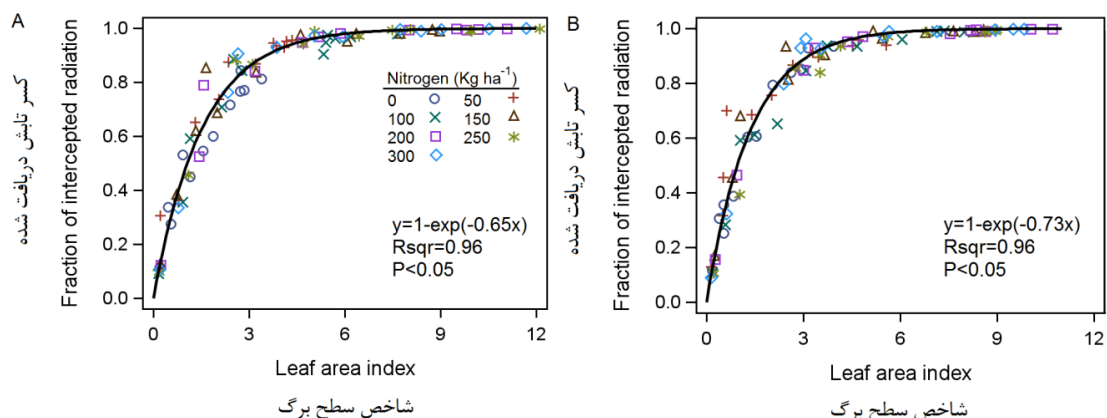 A
کسر تابش دریافت شده
Fraction of intercepted radiation
1.0
0.8
0.6
0.4
0.2
0.0
Nitrogen (Kg ha-1)
0 50
100 150
200 250
300
y=1-exp(-0.65x)
Rsqr=0.96
P<0.05
0 3 6 9 12
Leaf area index
شاخص سطح برگ
B
کسر تابش دریافت شده
Fraction of intercepted radiation
1.0
0.8
0.6
0.4
0.2
0.0
y=1-exp(-0.73x)
Rsqr=0.96
P<0.05
0 3 6 9 12
Leaf area index
شاخص سطح برگ